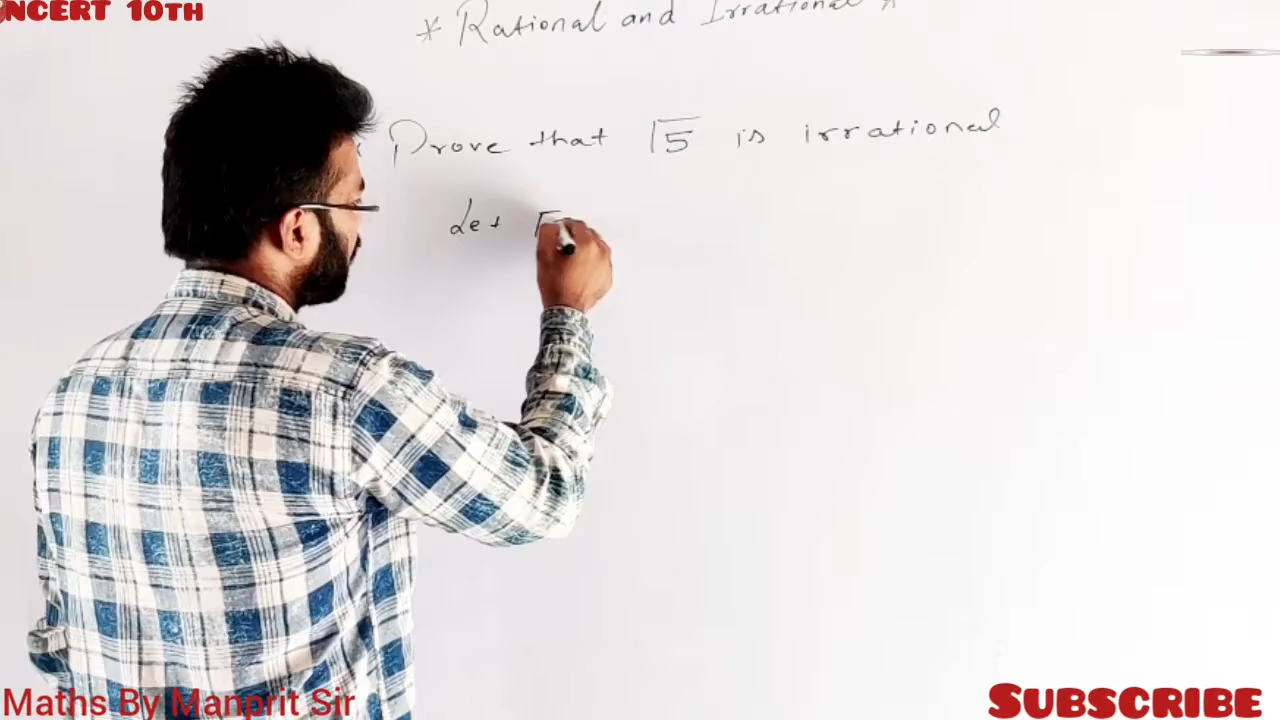 NCERT 10TH
* Rational and Irrational *
Prove that √5 is irrational
Let √
Maths By Manprit Sir
SUBSCRIBE